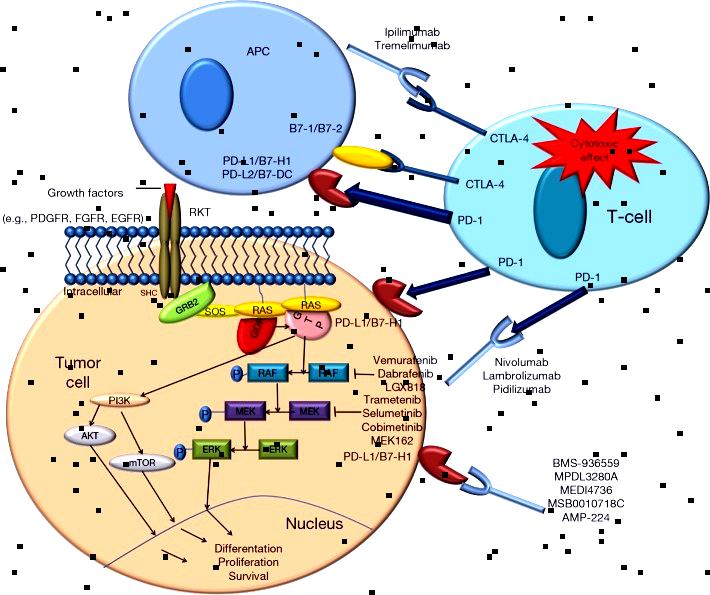 Ipilimumab
Tremelimumab
APC
B7-1/B7-2
CTLA-4
Cytotoxic
effect
PD-L1/B7-H1
PD-L2/B7-DC
CTLA-4
Growth factors
RKT
(e.g., PDGFR, FGFR, EGFR)
PD-1
T-cell
PD-1
PD-1
Intracellular
SHC
GRB2
SOS
RAS
RAS
GTP
PD-L1/B7-H1
Tumor
cell
Vemurafenib
Dabrafenib
LGX818
P
RAF
RAF
Nivolumab
Lambrolizumab
Pidilizumab
PI3K
Trametenib
Selumetinib
Cobimetinib
MEK162
P
MEK
MEK
AKT
mTOR
P
ERK
ERK
PD-L1/B7-H1
BMS-936559
MPDL3280A
MEDI4736
MSB0010718C
AMP-224
Nucleus
Differentation
Proliferation
Survival